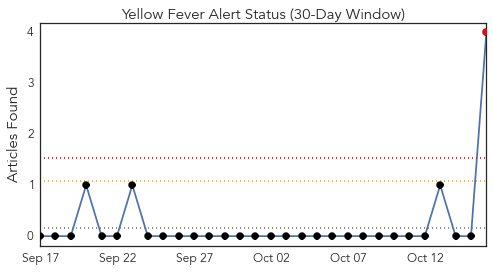 Yellow Fever Alert Status (30-Day Window)
Articles Found
4
3
2
1
0
Sep 17 Sep 22 Sep 27 Oct 02 Oct 07 Oct 12